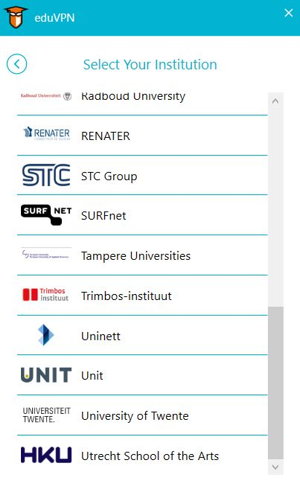 eduVPN
Select Your Institution
Radboud Universiteit Radboud University
RENATER RENATER
STC STC Group
SURF NET SURFnet
Tampere Universities
Trimbos
instituut Trimbos-instituut
Uninett
UNIT Unit
UNIVERSITEIT
TWENTE. University of Twente
HKU Utrecht School of the Arts